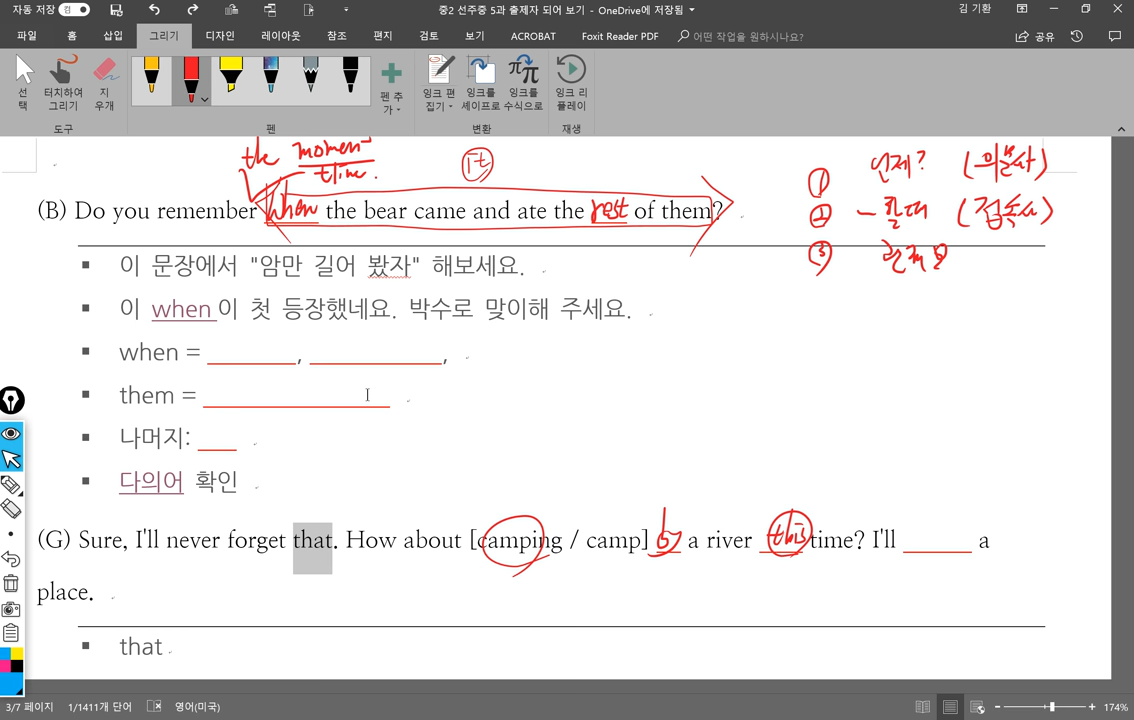 자동 저장 컴 중2 선주중 5과 출제자 되어 보기 - OneDrive에 저장됨 김 기환
파일 홈 삽입 그리기 디자인 레이아웃 참조 편지 검토 보기 ACROBAT Foxit Reader PDF 어떤 작업을 원하시나요? 공유
선택 터치하여 그리기 지우개 펜 추가 잉크 편집기 잉크를 셰이프로 잉크를 수식으로 잉크 리플레이
도구 펜 변환 재생
the moment
time.
It
① 언제? (의문사)
② ~할 때 (접속사)
③ 관계부
(B) Do you remember when the bear came and ate the rest of them?
이 문장에서 "암만 길어 봤자" 해보세요.
이 when 이 첫 등장했네요. 박수로 맞이해 주세요.
when = , ,
them =
나머지:
다의어 확인
(G) Sure, I'll never forget that. How about [camping / camp] by a river this time? I'll a
place.
that
3/7 페이지 1/1411개 단어 영어(미국) 174%